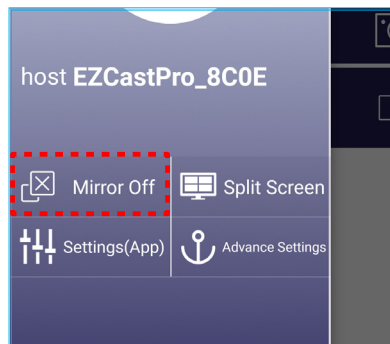 host EZCastPro_8C0E
Mirror Off
Split Screen
Settings(App)
Advance Settings